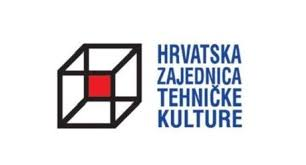 HRVATSKA
ZAJEDNICA
TEHNIČKE
KULTURE